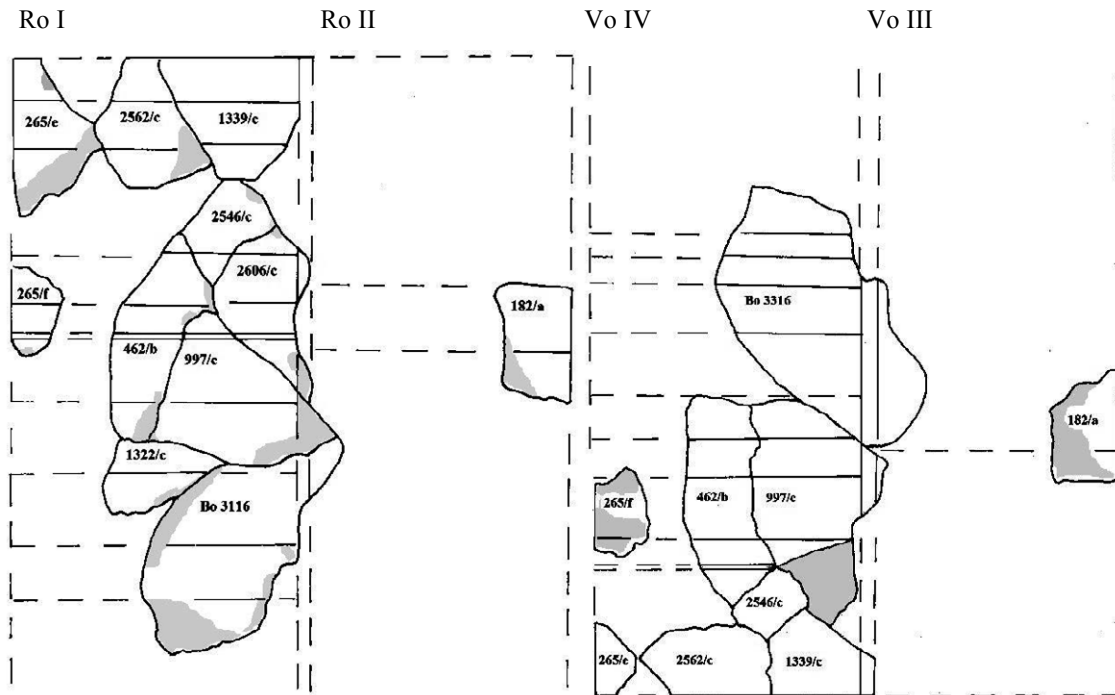 Ro I Ro II Vo IV Vo III
265/e 2562/c 1339/c
2546/c
2606/c
265/f
462/b 997/c
1322/c
Bo 3116
182/a
Bo 3316
462/b 997/c
265/f
2546/c
265/e 2562/c 1339/c
182/a